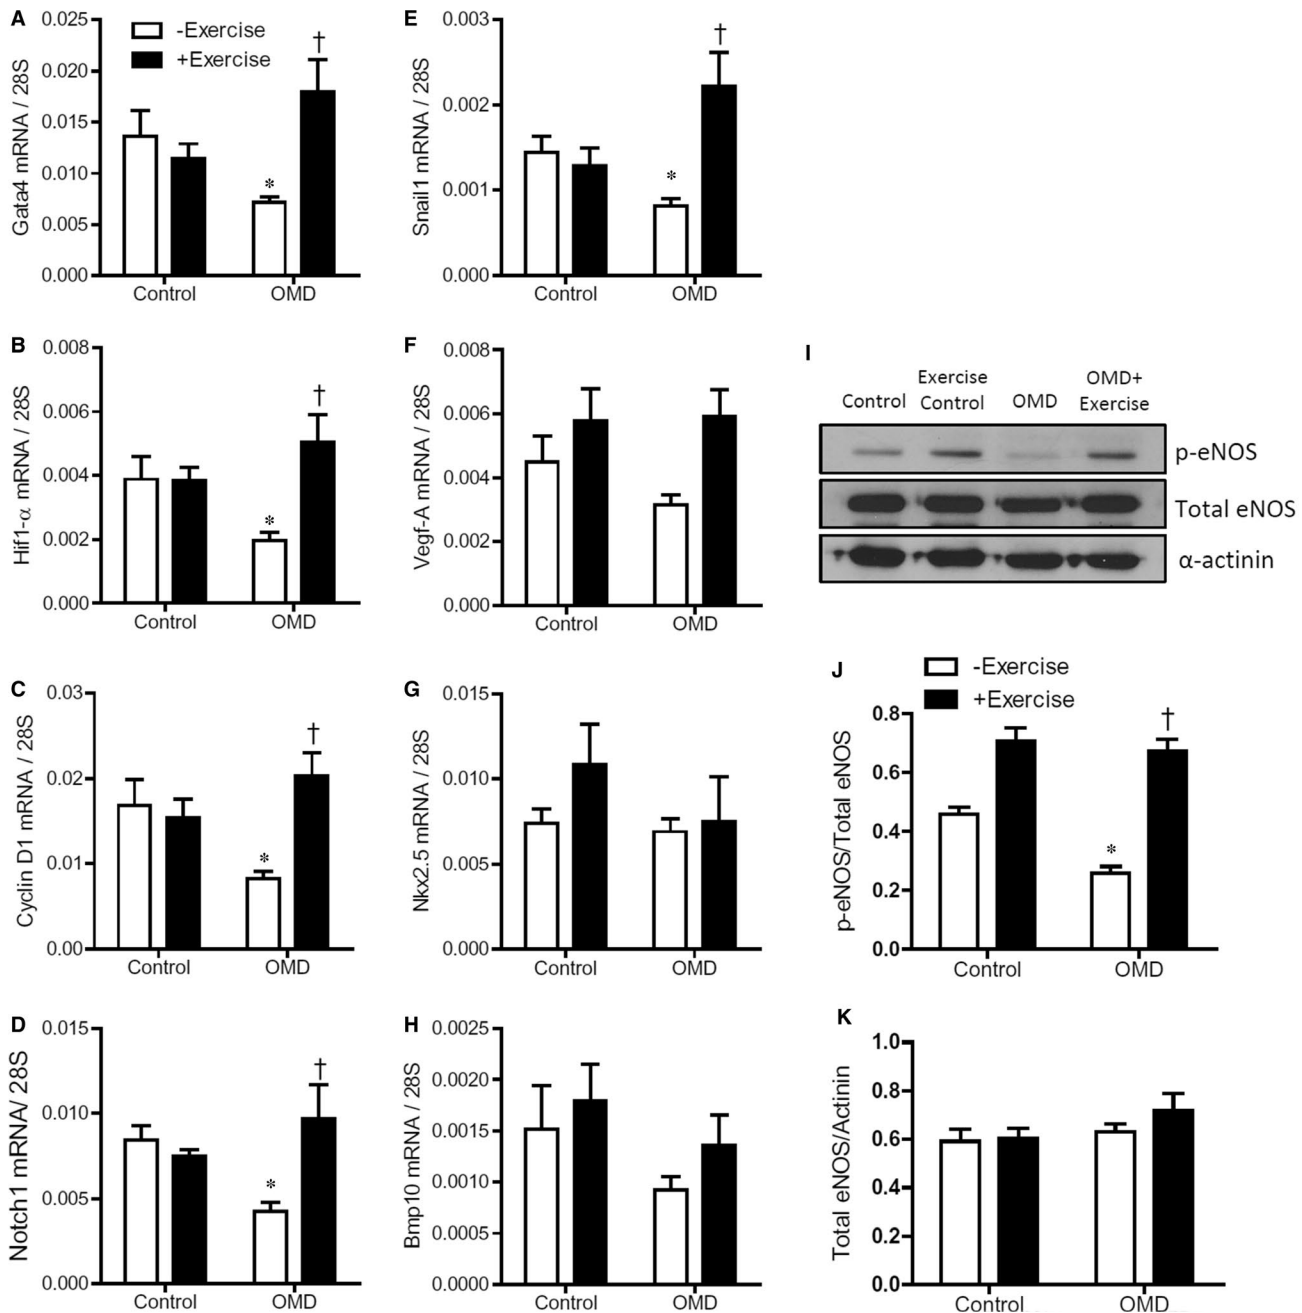 A
Gata4 mRNA / 28S
0.025
0.020
0.015
0.010
0.005
0.000
-Exercise
+Exercise
*
†
Control
OMD
E
Snail1 mRNA / 28S
0.003
0.002
0.001
0.000
*
†
Control
OMD
B
Hif1-α mRNA / 28S
0.008
0.006
0.004
0.002
0.000
*
†
Control
OMD
F
Vegf-A mRNA / 28S
0.008
0.006
0.004
0.002
0.000
Control
OMD
I
Control
Exercise
Control
OMD
OMD+
Exercise
p-eNOS
Total eNOS
α-actinin
C
Cyclin D1 mRNA / 28S
0.03
0.02
0.01
0.00
*
†
Control
OMD
G
Nkx2.5 mRNA / 28S
0.015
0.010
0.005
0.000
Control
OMD
J
-Exercise
+Exercise
p-eNOS/Total eNOS
0.8
0.6
0.4
0.2
0.0
*
†
Control
OMD
D
Notch1 mRNA/ 28S
0.015
0.010
0.005
0.000
*
†
Control
OMD
H
Bmp10 mRNA / 28S
0.0025
0.0020
0.0015
0.0010
0.0005
0.0000
Control
OMD
K
Total eNOS/Actinin
1.0
0.8
0.6
0.4
0.2
0.0
Control
OMD